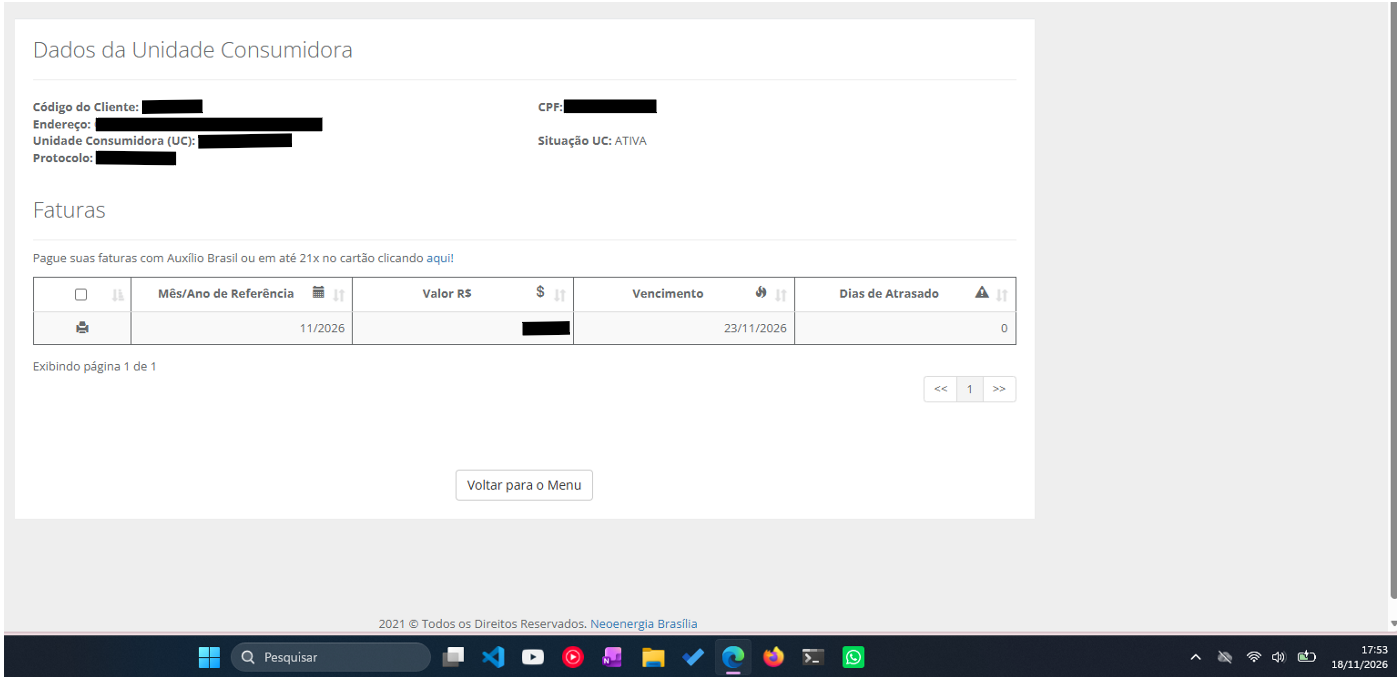 Dados da Unidade Consumidora
Código do Cliente:
CPF:
Endereço:
Unidade Consumidora (UC):
Situação UC: ATIVA
Protocolo:
Faturas
Pague suas faturas com Auxílio Brasil ou em até 21x no cartão clicando aqui!
Mês/Ano de Referência Valor R$ $ Vencimento Dias de Atrasado
11/2026 23/11/2026 0
Exibindo página 1 de 1
<< 1 >>
Voltar para o Menu
2021 © Todos os Direitos Reservados. Neoenergia Brasília
Pesquisar
17:53
18/11/2026